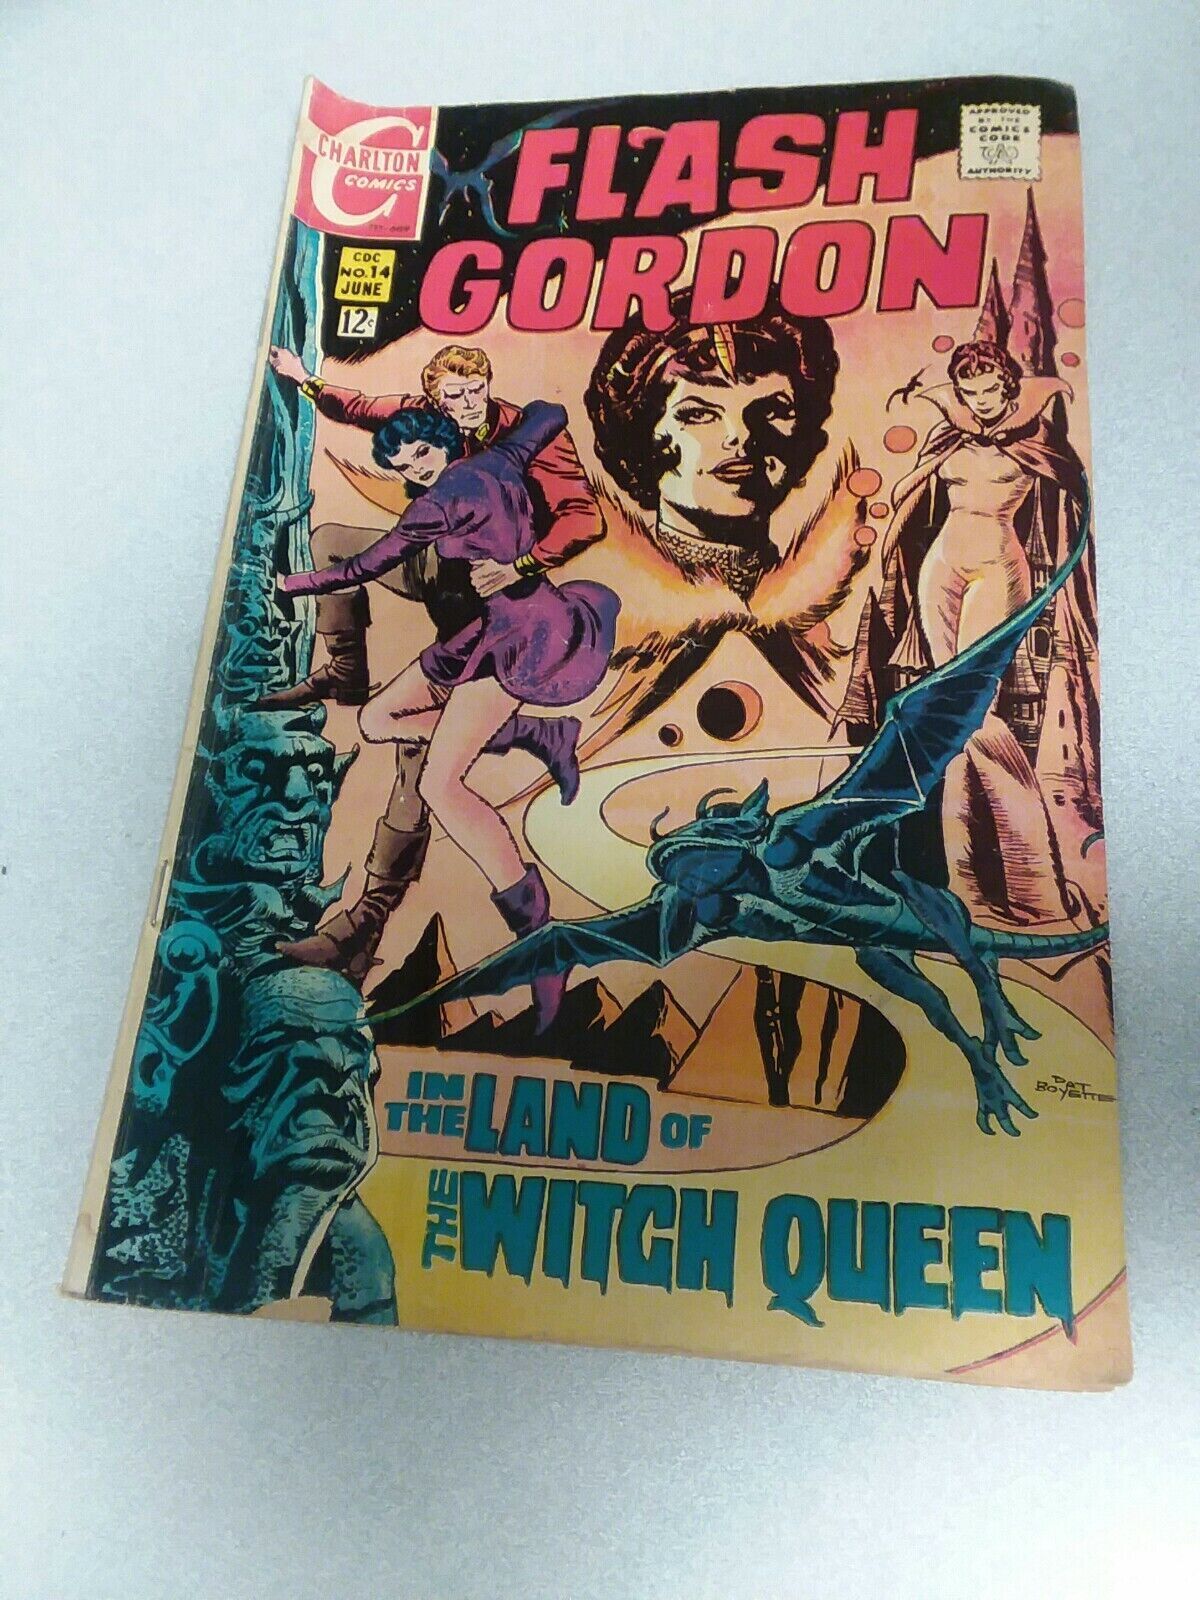 CHARLTON
COMICS
CDC
NO.14
JUNE
12¢
FLASH
GORDON
APPROVED
BY THE
COMICS
CODE
AUTHORITY
PAT
BOYETTE
IN
THE LAND OF
THE WITCH QUEEN